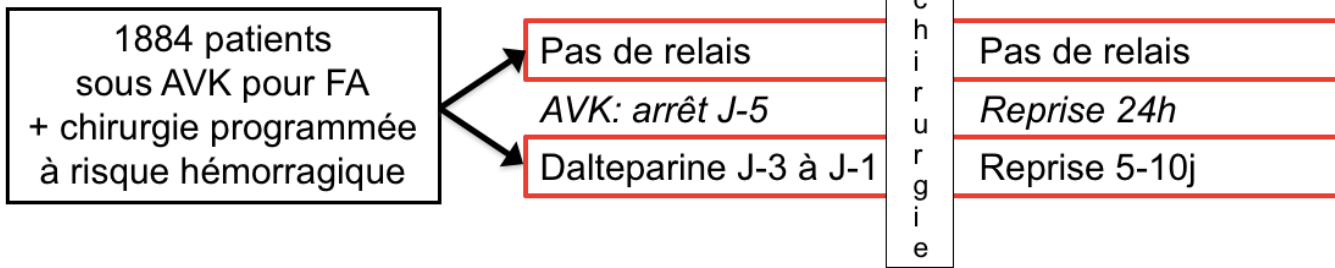 1884 patients
sous AVK pour FA
+ chirurgie programmée
à risque hémorragique
Pas de relais
AVK: arrêt J-5
Dalteparine J-3 à J-1
chirurgie
Pas de relais
Reprise 24h
Reprise 5-10j